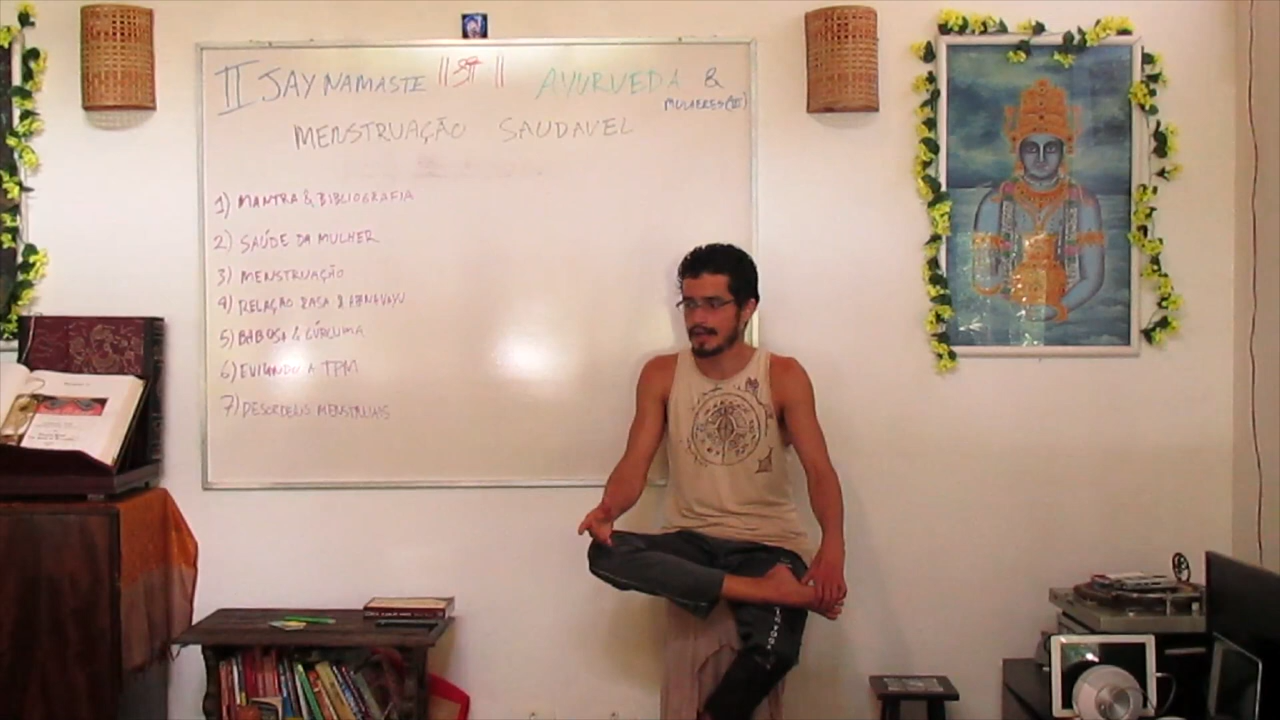 II JAY NAMASTE || ॐ || AYURVEDA &
MULHERES (III)
MENSTRUAÇÃO SAUDAVEL
1) MANTRA & BIBLIOGRAFIA
2) SAÚDE DA MULHER
3) MENSTRUAÇÃO
4) RELAÇÃO RASA &
5) BABOSA & CÚRCUMA
6) EVITANDO A TPM
7) DESORDENS MENSTRUAIS